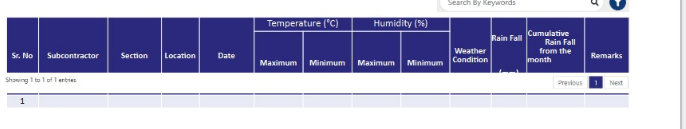 Search By Keywords
Temperature (°C) Humidity (%)
Sr. No Subcontractor Section Location Date Maximum Minimum Maximum Minimum Weather Condition Rain Fall (mm) Cumulative Rain Fall from the month Remarks
Showing 1 to 1 of 1 entries
Previous 1 Next
1